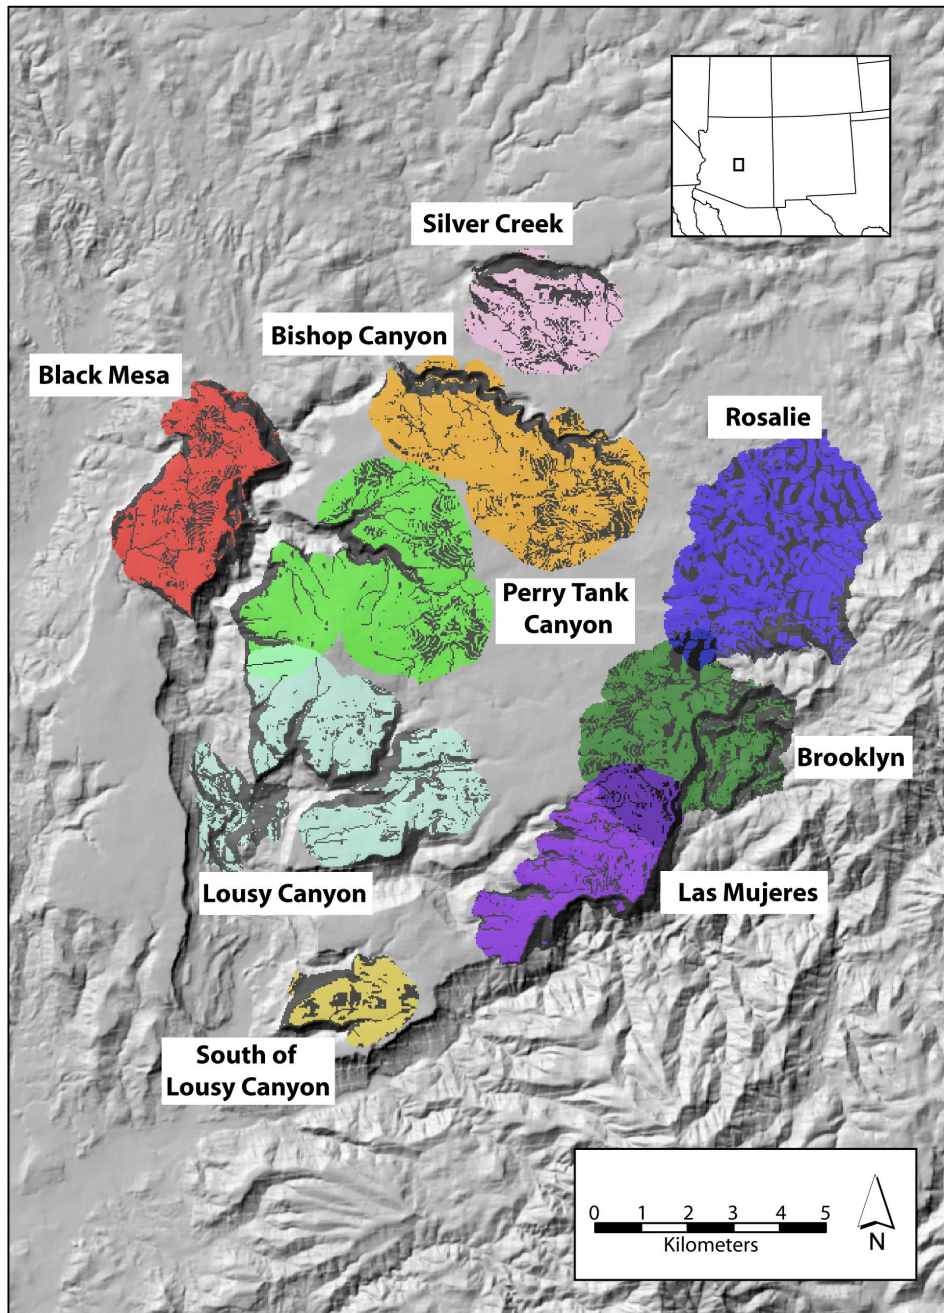 Silver Creek
Bishop Canyon
Black Mesa
Rosalie
Perry Tank
Canyon
Brooklyn
Lousy Canyon
Las Mujeres
South of
Lousy Canyon
0 1 2 3 4 5
Kilometers
N